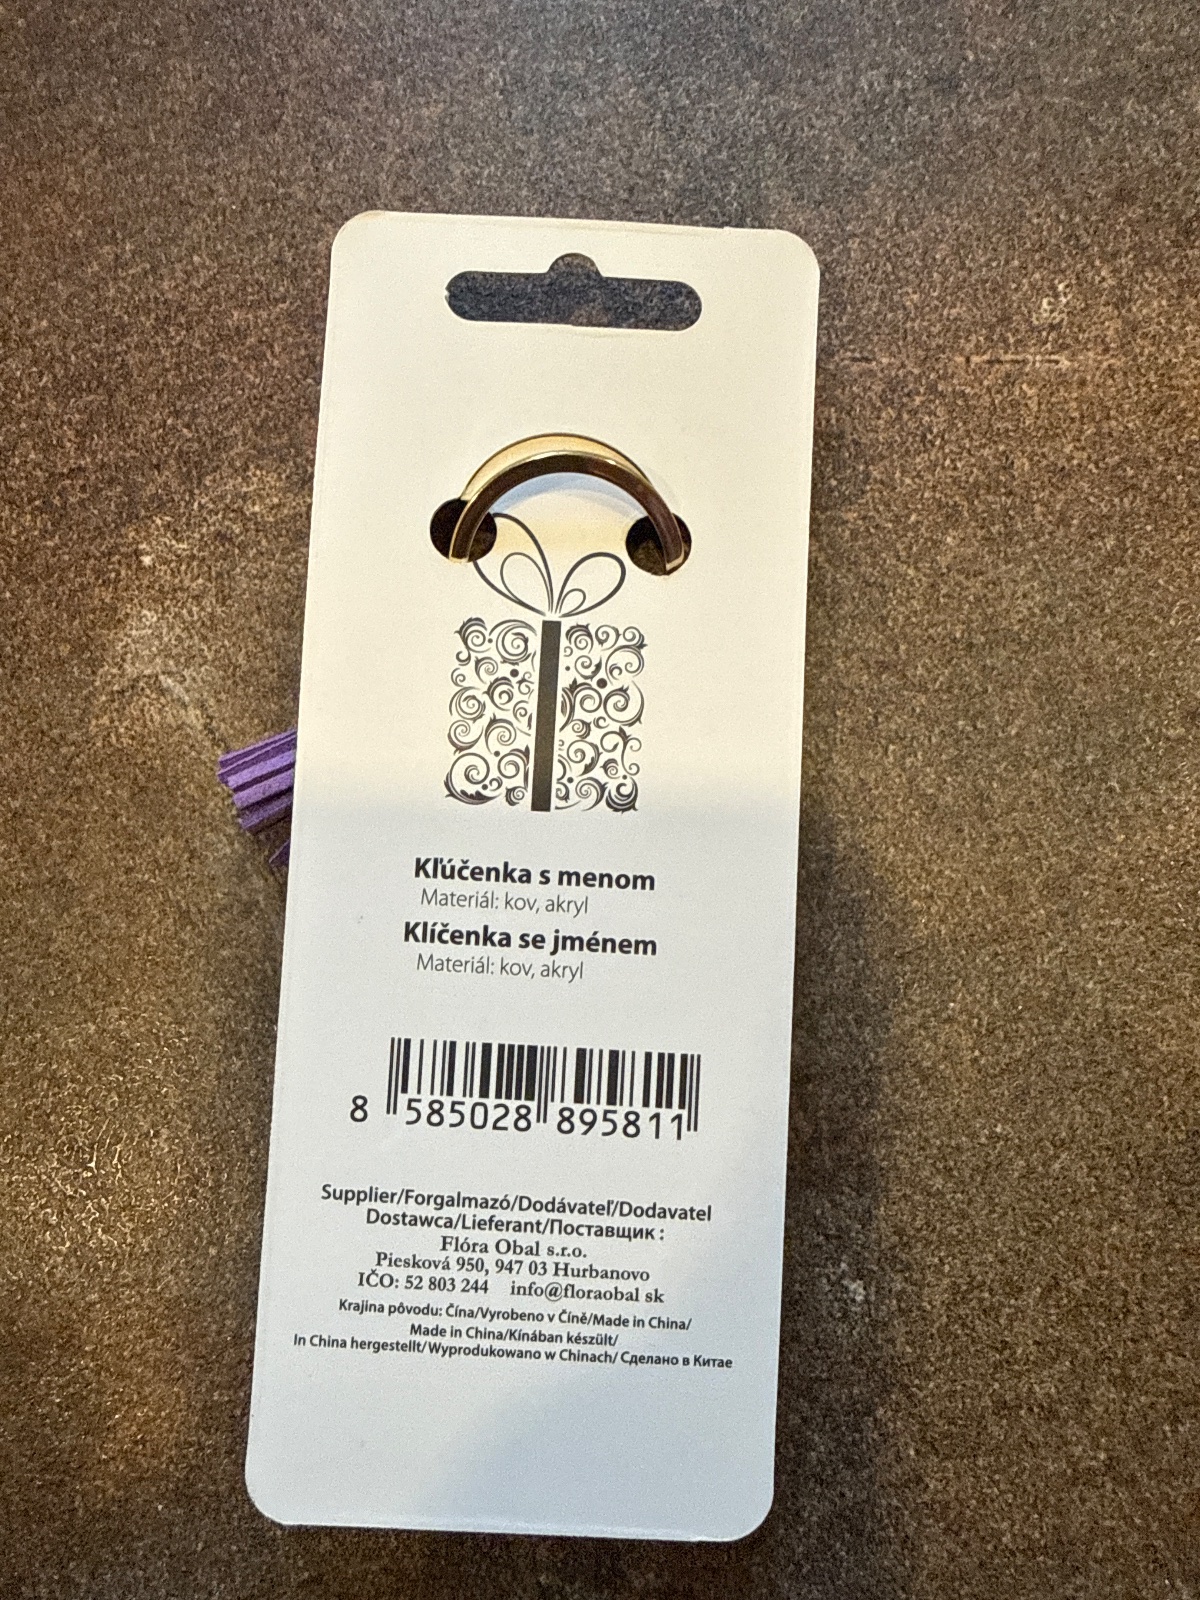 Kľúčenka s menom
Materiál: kov, akryl
Klíčenka se jménem
Materiál: kov, akryl
8 585028 895811
Supplier/Forgalmazó/Dodávateľ/Dodavatel
Dostawca/Lieferant/Поставщик :
Flóra Obal s.r.o.
Piesková 950, 947 03 Hurbanovo
IČO: 52 803 244 info@floraobal sk
Krajina pôvodu: Čína/Vyrobeno v Číně/Made in China/
Made in China/Kínában készült/
In China hergestellt/Wyprodukowano w Chinach/ Сделано в Китае